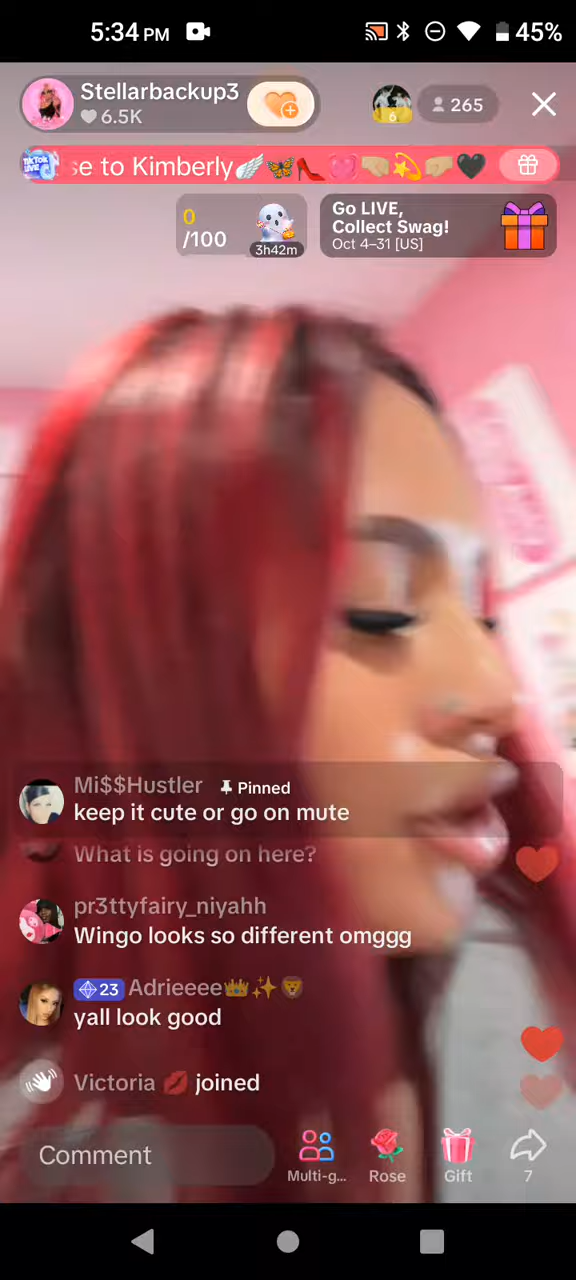 5:34 PM
45%
Stellarbackup3
6.5K
265
TikTok LIVE
se to Kimberly
0
/100
3h42m
Go LIVE,
Collect Swag!
Oct 4–31 [US]
Mi$$Hustler Pinned
keep it cute or go on mute
What is going on here?
pr3ttyfairy_niyahh
Wingo looks so different omggg
23 Adrieeee
yall look good
Victoria 💋 joined
Comment
Multi-g...
Rose
Gift
7